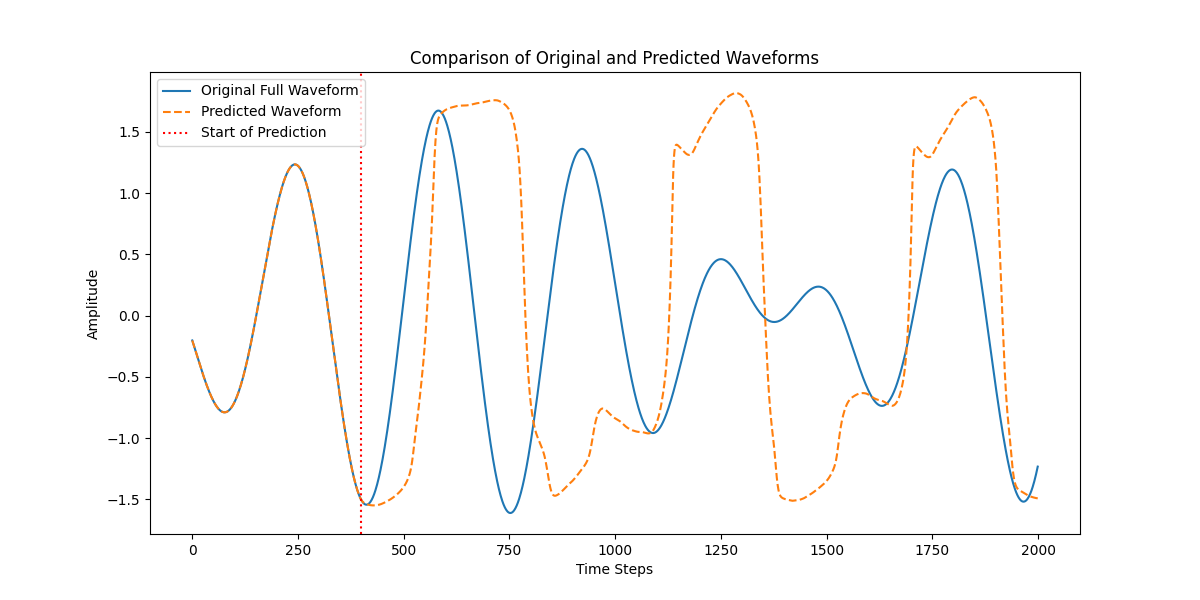 Comparison of Original and Predicted Waveforms
Original Full Waveform
Predicted Waveform
Start of Prediction
Amplitude
1.5
1.0
0.5
0.0
−0.5
−1.0
−1.5
0 250 500 750 1000 1250 1500 1750 2000
Time Steps